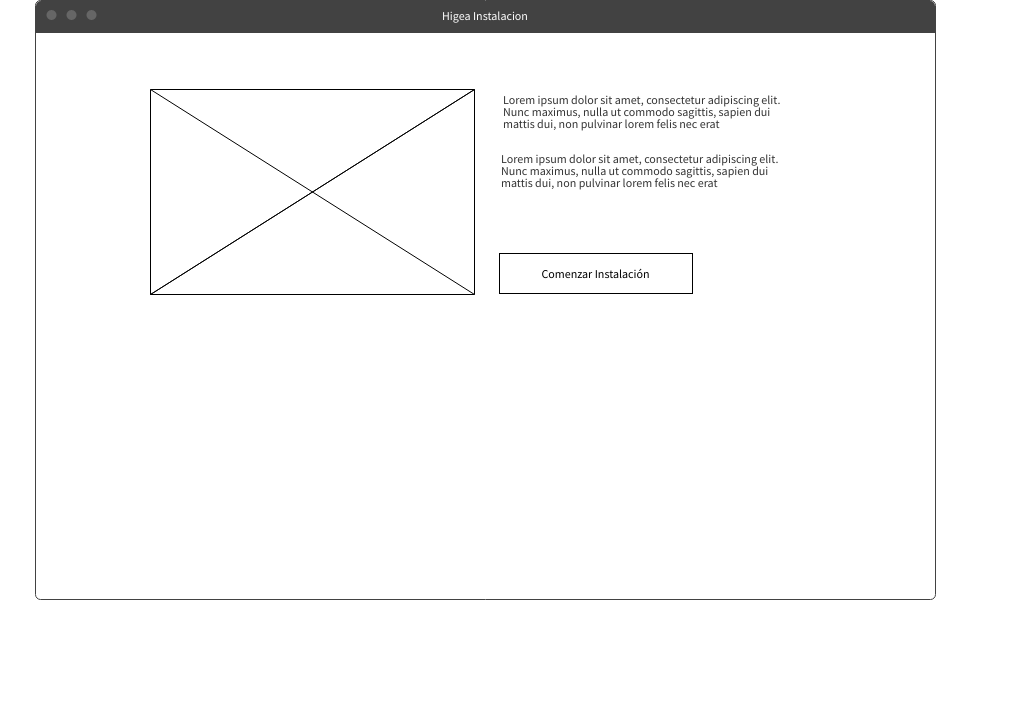 Higea Instalacion
Lorem ipsum dolor sit amet, consectetur adipiscing elit.
Nunc maximus, nulla ut commodo sagittis, sapien dui
mattis dui, non pulvinar lorem felis nec erat
Lorem ipsum dolor sit amet, consectetur adipiscing elit.
Nunc maximus, nulla ut commodo sagittis, sapien dui
mattis dui, non pulvinar lorem felis nec erat
Comenzar Instalación